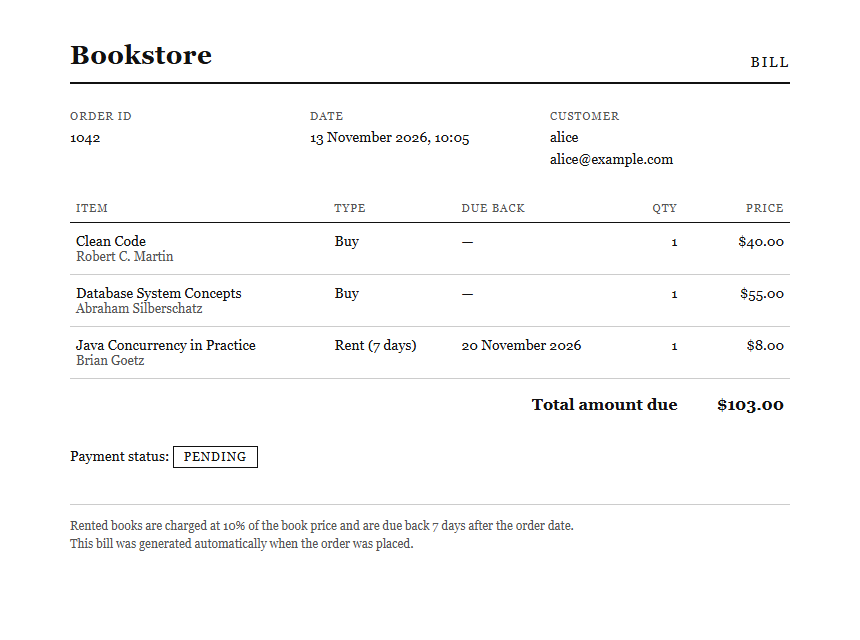 Bookstore
BILL
ORDER ID DATE CUSTOMER
1042 13 November 2026, 10:05 alice
alice@example.com
ITEM TYPE DUE BACK QTY PRICE
Clean Code Buy — 1 $40.00
Robert C. Martin
Database System Concepts Buy — 1 $55.00
Abraham Silberschatz
Java Concurrency in Practice Rent (7 days) 20 November 2026 1 $8.00
Brian Goetz
Total amount due $103.00
Payment status: PENDING
Rented books are charged at 10% of the book price and are due back 7 days after the order date.
This bill was generated automatically when the order was placed.